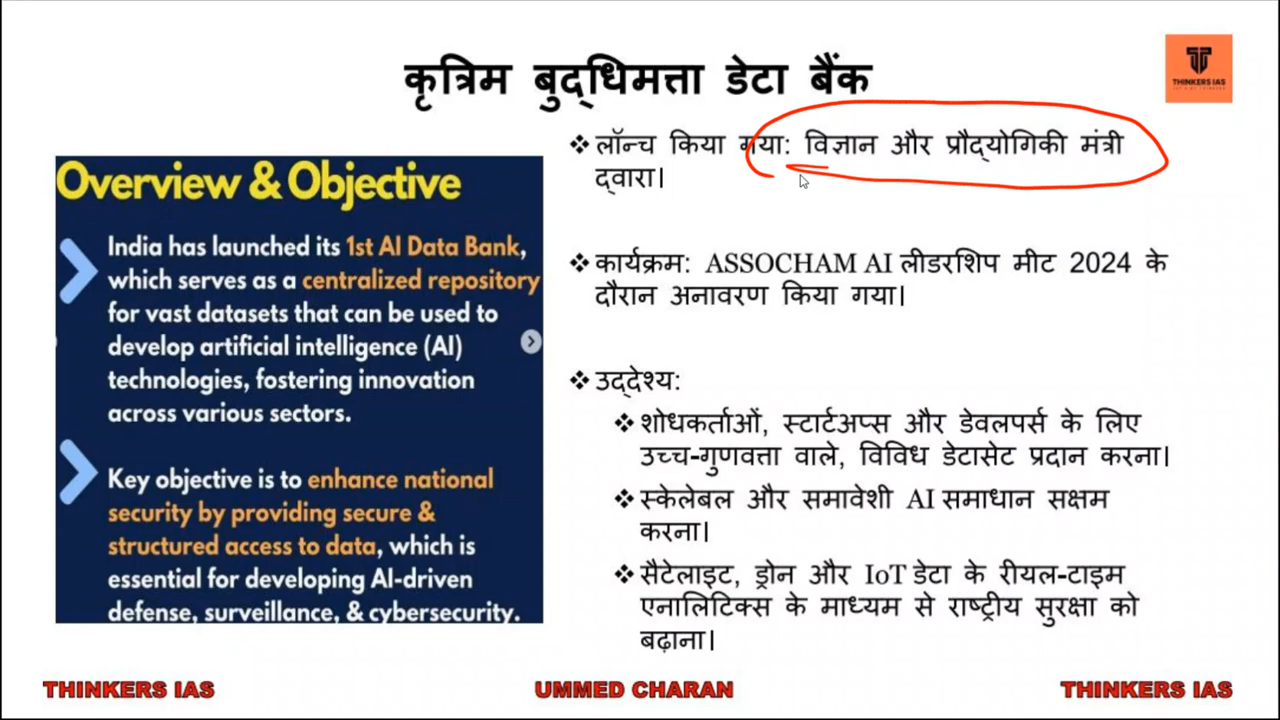 कृत्रिम बुद्धिमत्ता डेटा बैंक
THINKERS IAS
Overview & Objective
India has launched its 1st AI Data Bank,
which serves as a centralized repository
for vast datasets that can be used to
develop artificial intelligence (AI)
technologies, fostering innovation
across various sectors.
Key objective is to enhance national
security by providing secure &
structured access to data, which is
essential for developing AI-driven
defense, surveillance, & cybersecurity.
❖ लॉन्च किया गया: विज्ञान और प्रौद्योगिकी मंत्री
द्वारा।
❖ कार्यक्रम: ASSOCHAM AI लीडरशिप मीट 2024 के
दौरान अनावरण किया गया।
❖ उद्देश्य:
❖ शोधकर्ताओं, स्टार्टअप्स और डेवलपर्स के लिए
उच्च-गुणवत्ता वाले, विविध डेटासेट प्रदान करना।
❖ स्केलेबल और समावेशी AI समाधान सक्षम
करना।
❖ सैटेलाइट, ड्रोन और IoT डेटा के रीयल-टाइम
एनालिटिक्स के माध्यम से राष्ट्रीय सुरक्षा को
बढ़ाना।
THINKERS IAS
UMMED CHARAN
THINKERS IAS